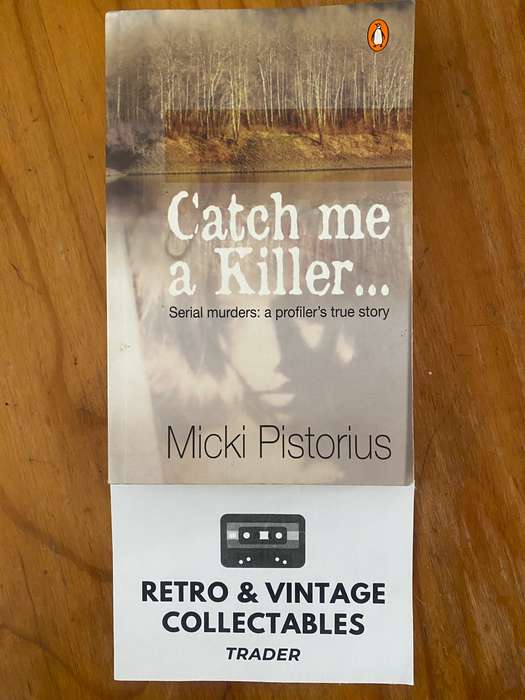 Catch me
a Killer...
Serial murders: a profiler's true story
Micki Pistorius
RETRO & VINTAGE
COLLECTABLES
TRADER